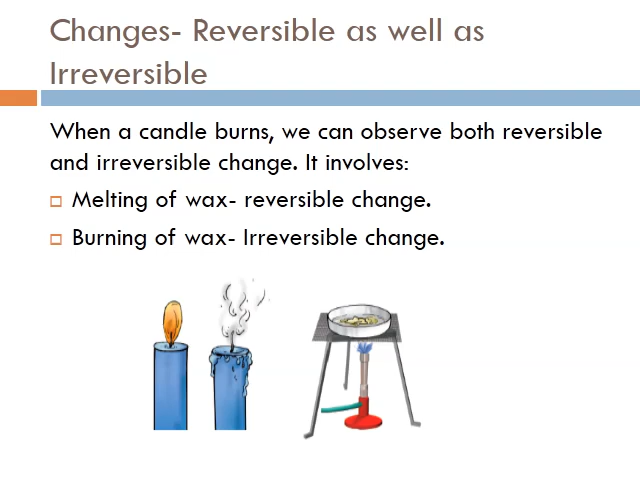 Changes- Reversible as well as
Irreversible
When a candle burns, we can observe both reversible
and irreversible change. It involves:
Melting of wax- reversible change.
Burning of wax- Irreversible change.